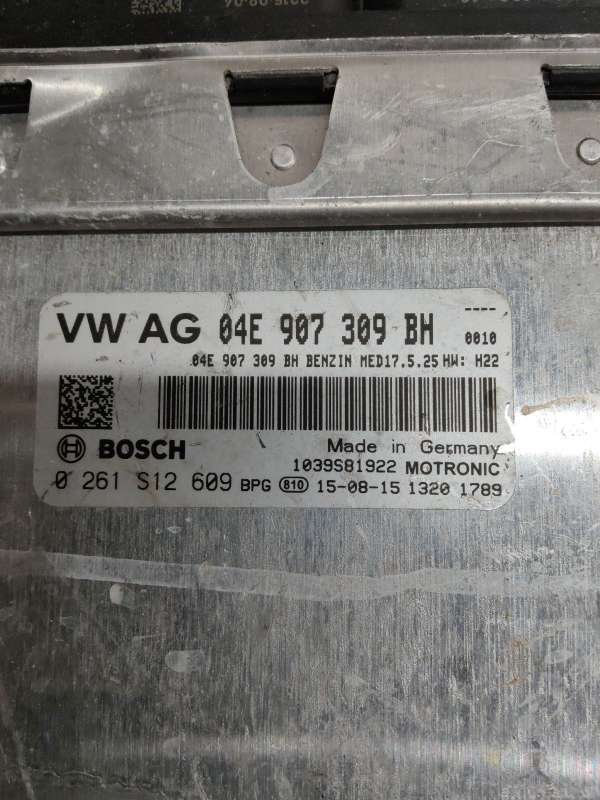 VW AG 04E 907 309 BH
----
0010
04E 907 309 BH BENZIN MED17.5.25 HW: H22
BOSCH
Made in Germany
1039S81922 MOTRONIC
0 261 S12 609 BPG 810 15-08-15 1320 1789